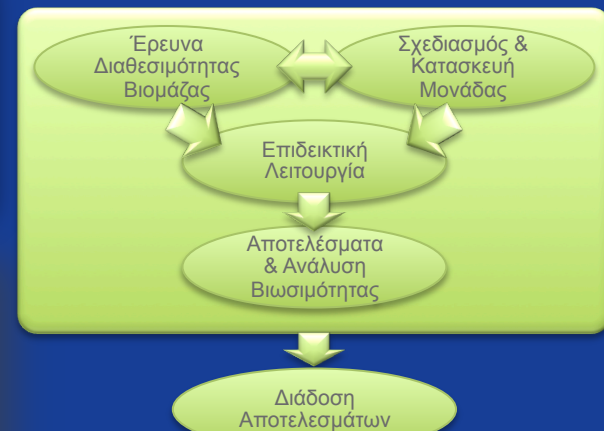 Έρευνα
Διαθεσιμότητας
Βιομάζας
Σχεδιασμός &
Κατασκευή
Μονάδας
Επιδεικτική
Λειτουργία
Αποτελέσματα
& Ανάλυση
Βιωσιμότητας
Διάδοση
Αποτελεσμάτων